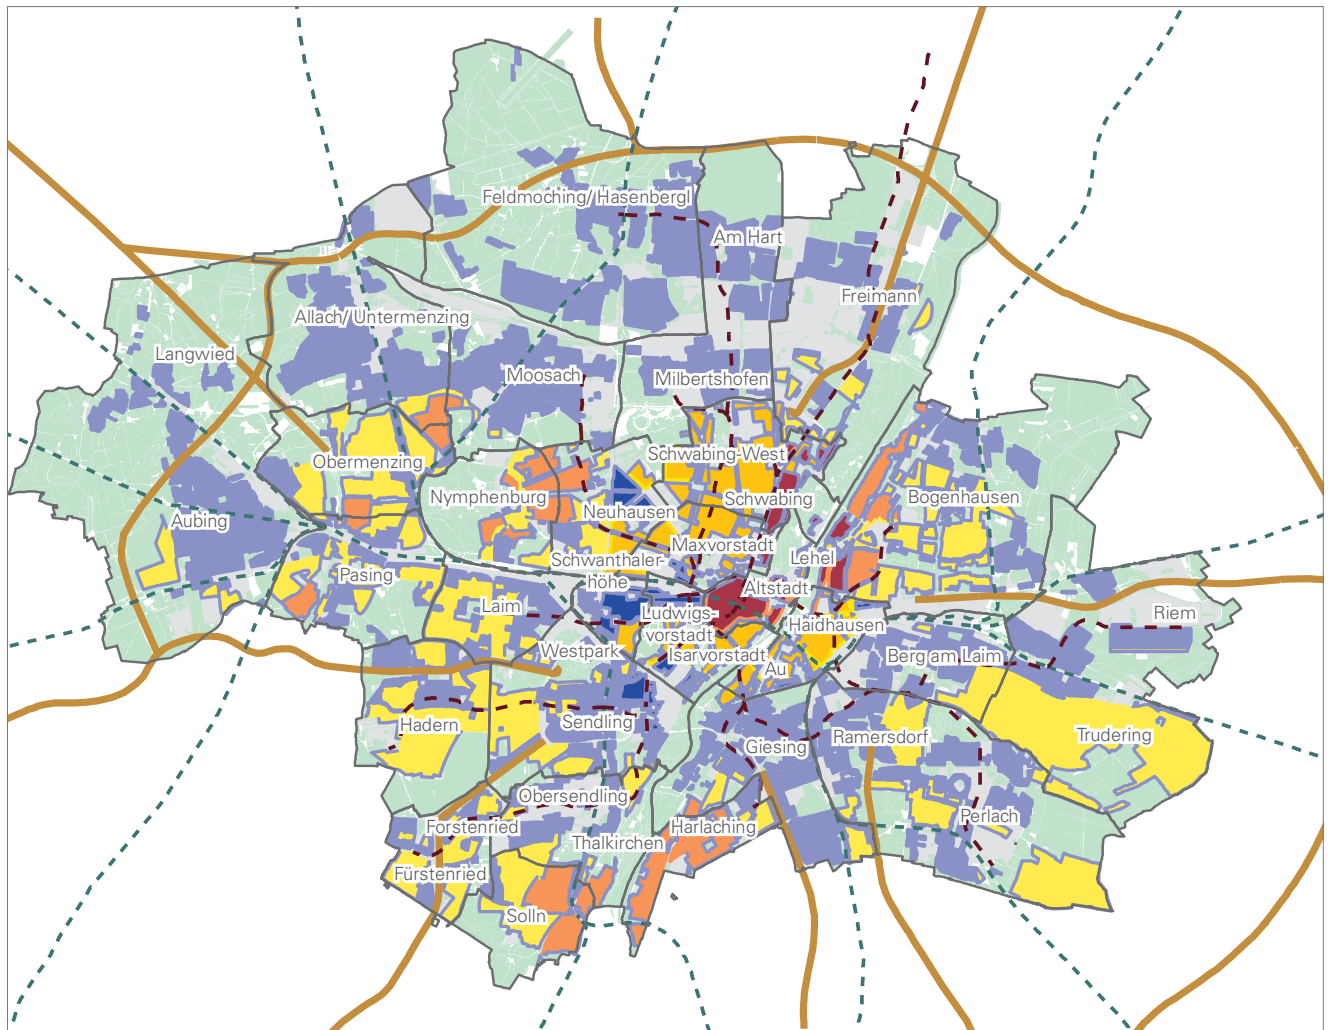 Feldmoching/ Hasenbergl
Am Hart
Freimann
Allach/ Untermenzing
Langwied
Moosach
Milbertshofen
Schwabing-West
Obermenzing
Nymphenburg
Schwabing
Bogenhausen
Neuhausen
Aubing
Maxvorstadt
Lehel
Schwanthaler-
höhe
Pasing
Altstadt
Laim
Ludwigs-
vorstadt
Haidhausen
Riem
Westpark
Isarvorstadt
Au
Berg am Laim
Hadern
Sendling
Giesing
Ramersdorf
Trudering
Obersendling
Perlach
Forstenried
Harlaching
Thalkirchen
Fürstenried
Solln